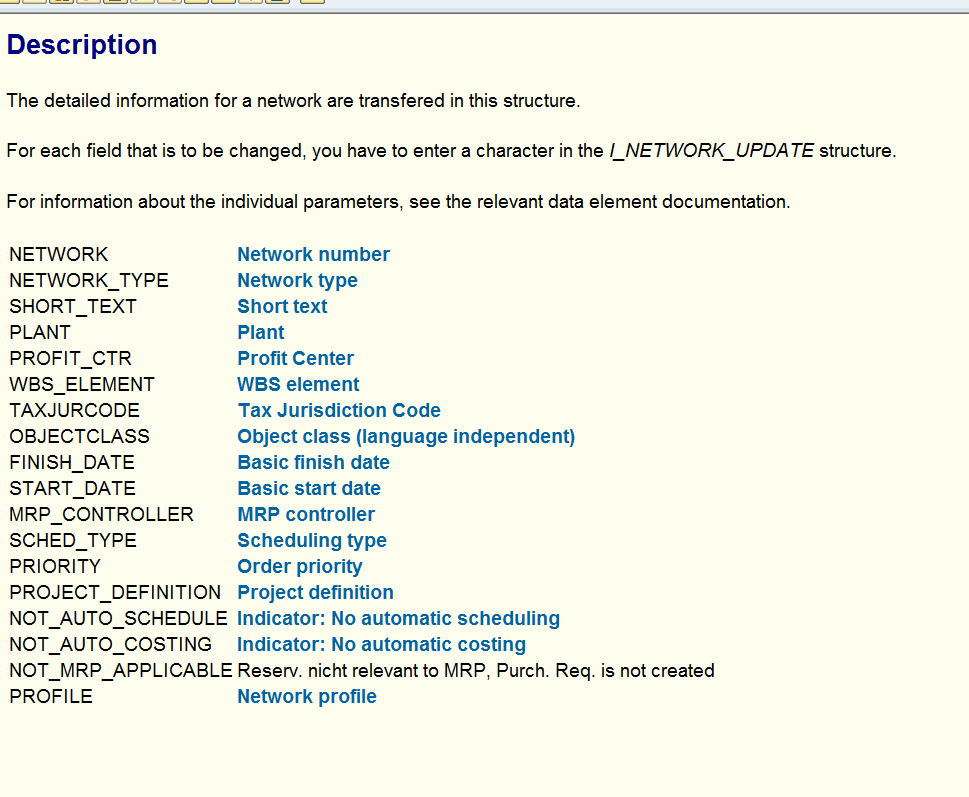 Description
The detailed information for a network are transfered in this structure.
For each field that is to be changed, you have to enter a character in the I_NETWORK_UPDATE structure.
For information about the individual parameters, see the relevant data element documentation.
NETWORK Network number
NETWORK_TYPE Network type
SHORT_TEXT Short text
PLANT Plant
PROFIT_CTR Profit Center
WBS_ELEMENT WBS element
TAXJURCODE Tax Jurisdiction Code
OBJECTCLASS Object class (language independent)
FINISH_DATE Basic finish date
START_DATE Basic start date
MRP_CONTROLLER MRP controller
SCHED_TYPE Scheduling type
PRIORITY Order priority
PROJECT_DEFINITION Project definition
NOT_AUTO_SCHEDULE Indicator: No automatic scheduling
NOT_AUTO_COSTING Indicator: No automatic costing
NOT_MRP_APPLICABLE Reserv. nicht relevant to MRP, Purch. Req. is not created
PROFILE Network profile